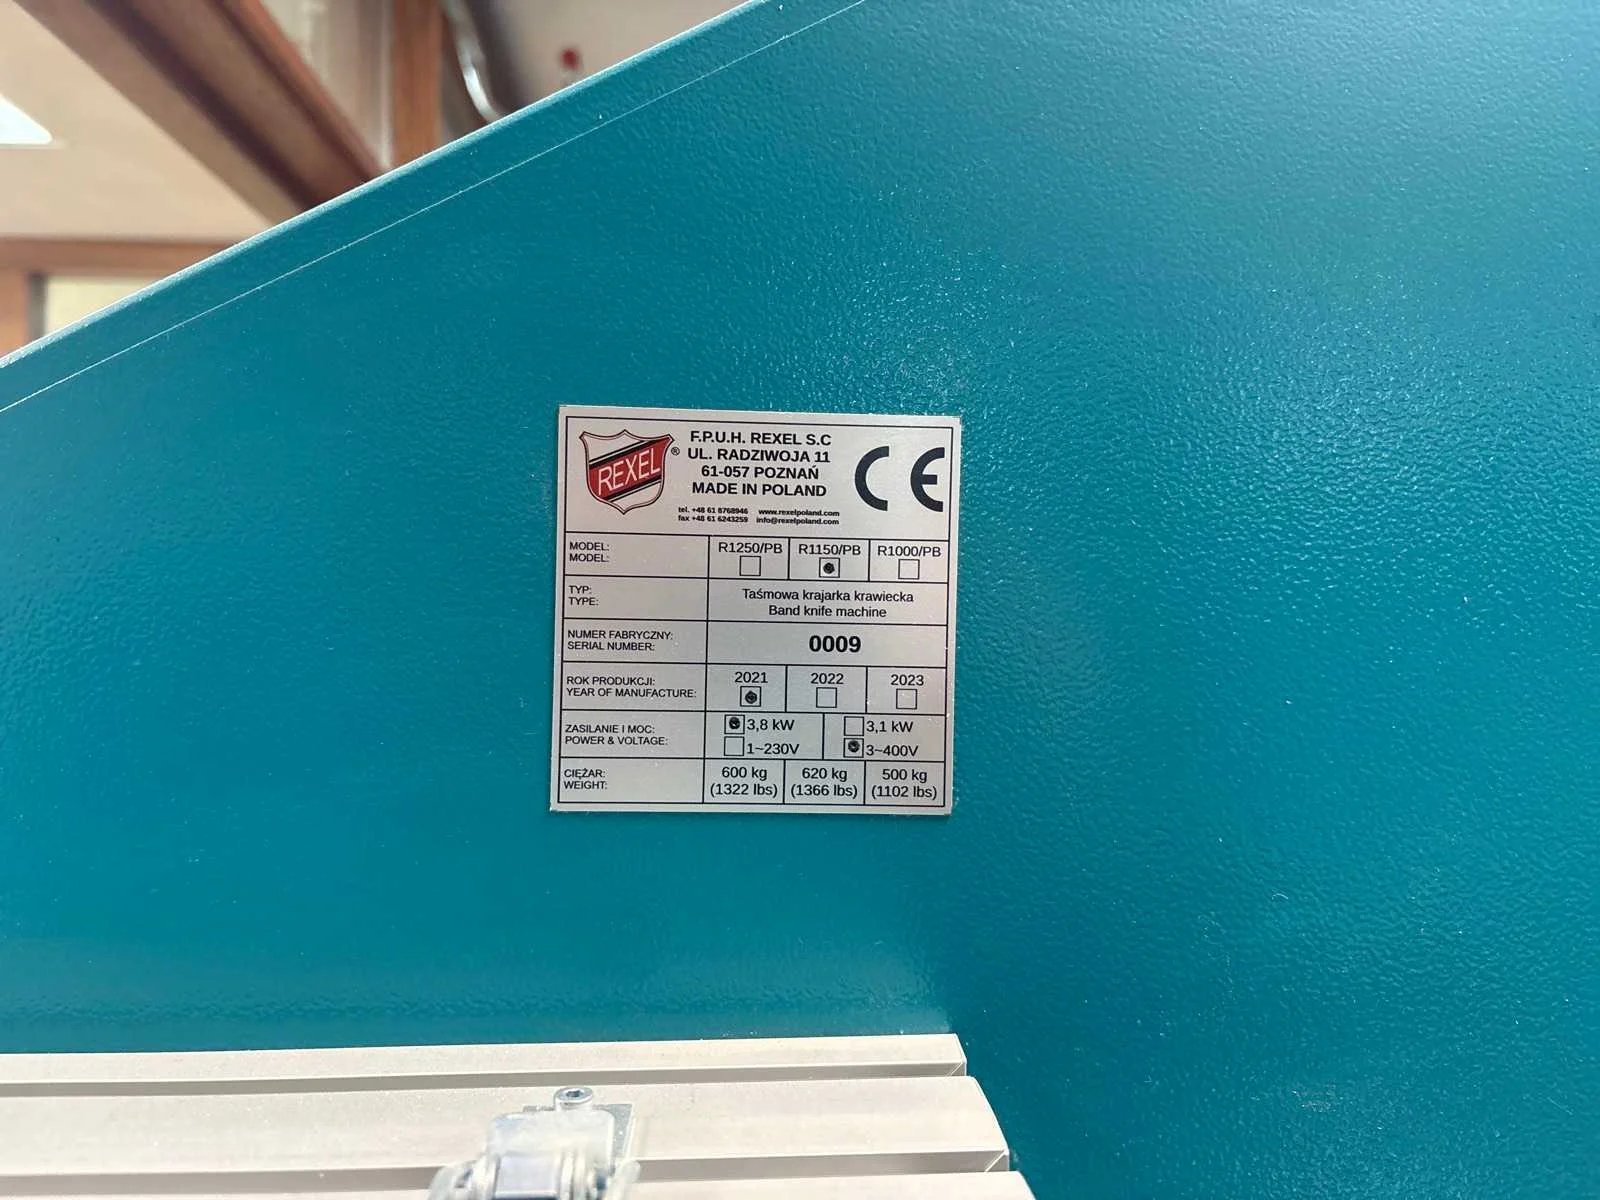 REXEL ®
F.P.U.H. REXEL S.C
UL. RADZIWOJA 11
61-057 POZNAŃ
MADE IN POLAND
tel. +48 61 8768946 www.rexelpoland.com
fax +48 61 6243259 info@rexelpoland.com
CE
MODEL:
MODEL:
R1250/PB R1150/PB R1000/PB
TYP:
TYPE:
Taśmowa krajarka krawiecka
Band knife machine
NUMER FABRYCZNY:
SERIAL NUMBER:
0009
ROK PRODUKCJI:
YEAR OF MANUFACTURE:
2021 2022 2023
ZASILANIE I MOC:
POWER & VOLTAGE:
3,8 kW 3,1 kW
1~230V 3~400V
CIĘŻAR:
WEIGHT:
600 kg 620 kg 500 kg
(1322 lbs) (1366 lbs) (1102 lbs)